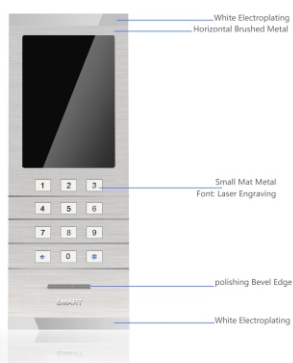 White Electroplating
Horizontal Brushed Metal
1 2 3
Small Mat Metal
Font: Laser Engraving
4 5 6
7 8 9
* 0 #
polishing Bevel Edge
SMART
White Electroplating